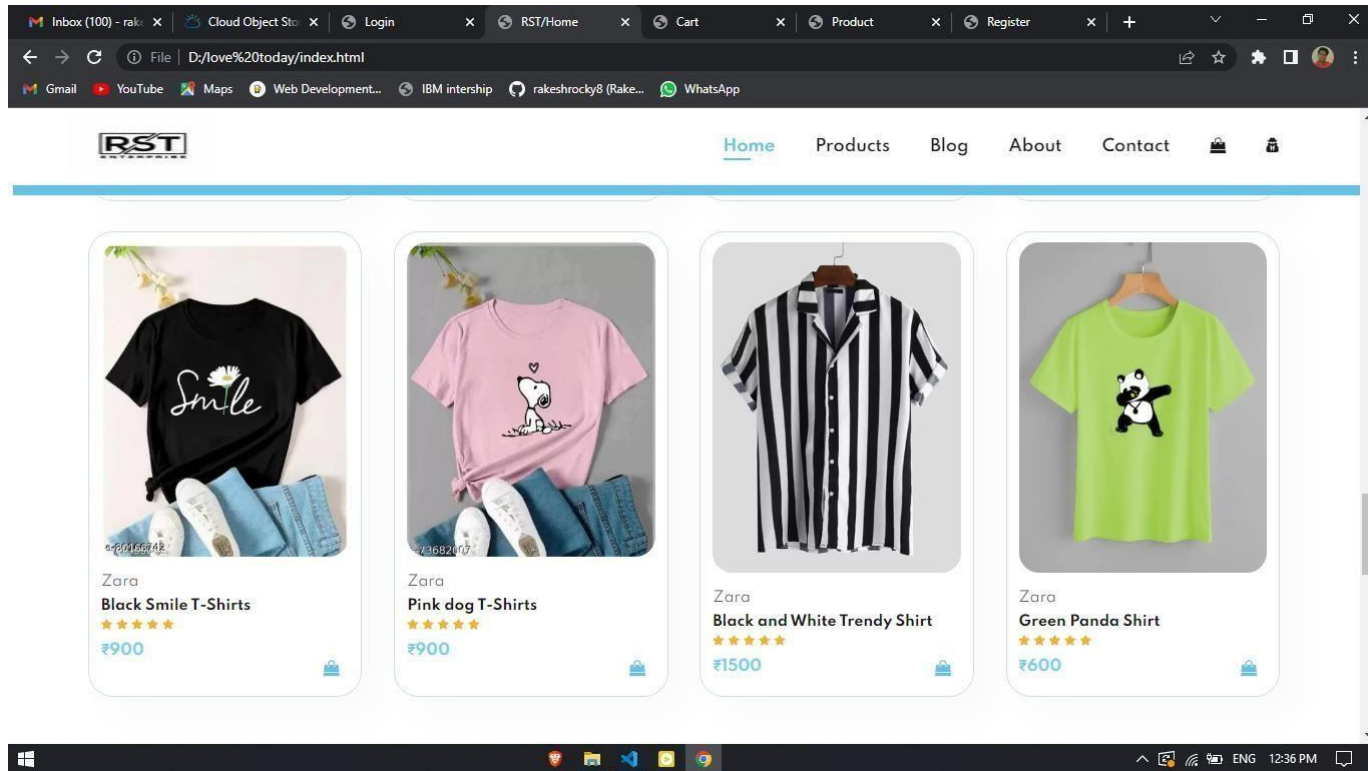 Inbox (100) - rak
Cloud Object Sto
Login
RST/Home
Cart
Product
Register
File
D:/love%20today/index.html
Gmail
YouTube
Maps
Web Development...
IBM intership
rakeshrocky8 (Rake...
WhatsApp
RST
ENTERPRISE
Home
Products
Blog
About
Contact
Smile
s-80166742
-73682007
Zara
Black Smile T-Shirts
₹900
Zara
Pink dog T-Shirts
₹900
Zara
Black and White Trendy Shirt
₹1500
Zara
Green Panda Shirt
₹600
ENG
12:36 PM